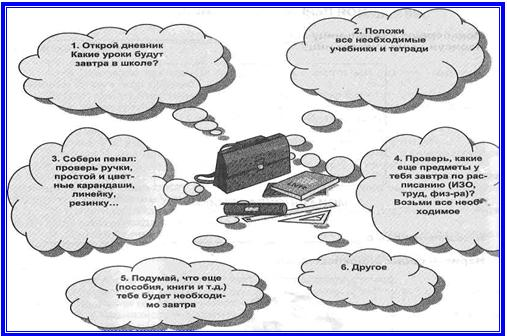 1. Открой дневник
Какие уроки будут
завтра в школе?
2. Положи
все необходимые
учебники и тетради
3. Собери пенал:
проверь ручки,
простой и цвет-
ные карандаши,
линейку,
резинку...
4. Проверь, какие
еще предметы у
тебя завтра по рас-
писанию (ИЗО,
труд, физ-ра)?
Возьми все необ-
ходимое
5. Подумай, что еще
(пособия, книги и т.д.)
тебе будет необходи-
мо завтра
6. Другое